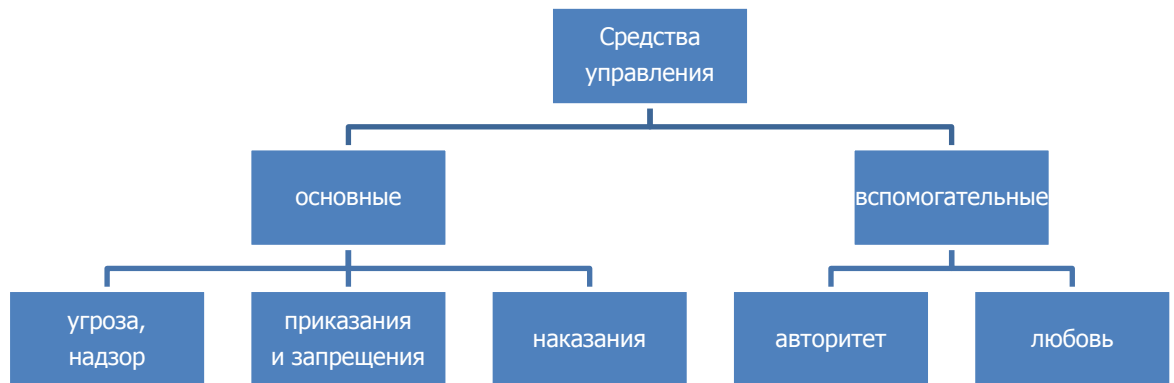 Средства
управления
основные
вспомогательные
угроза,
надзор
приказания
и запрещения
наказания
авторитет
любовь